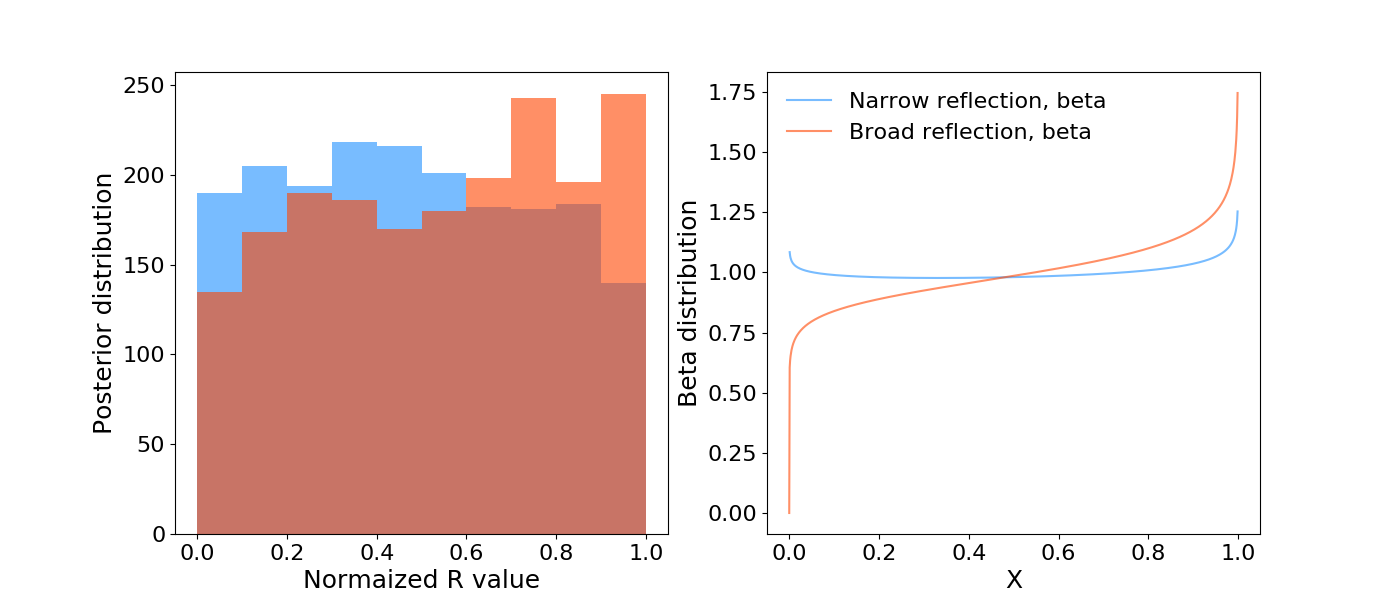 250
200
150
100
50
0
Posterior distribution
0.0 0.2 0.4 0.6 0.8 1.0
Normaized R value
Narrow reflection, beta
Broad reflection, beta
1.75
1.50
1.25
1.00
0.75
0.50
0.25
0.00
Beta distribution
0.0 0.2 0.4 0.6 0.8 1.0
X